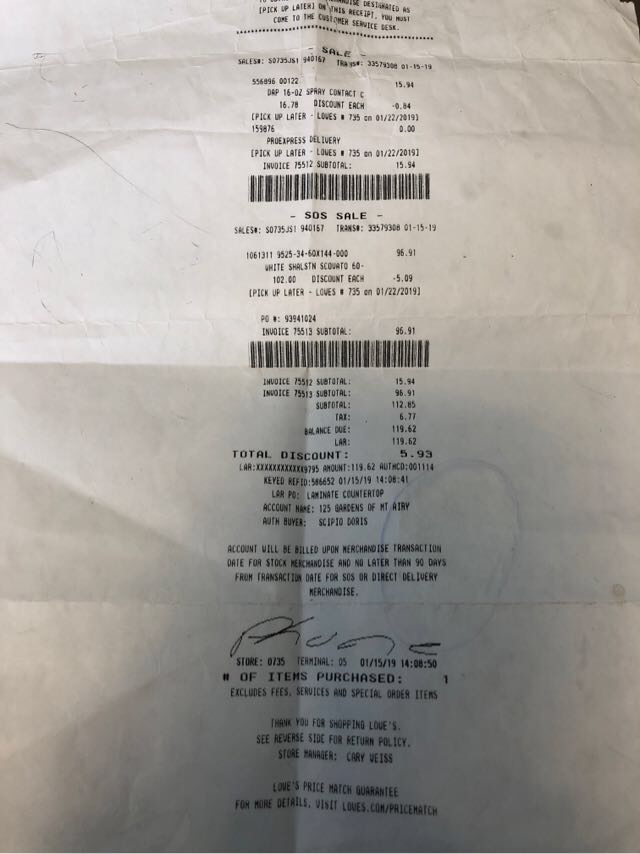 MERCHANDISE DESIGNATED AS
[PICK UP LATER] ON THIS RECEIPT, YOU MUST
COME TO THE CUSTOMER SERVICE DESK.
- SALE -
SALES#: S0735JS1 940167 TRANS#: 33579308 01-15-19
556896 00122 15.94
DAP 16-OZ SPRAY CONTACT C
16.78 DISCOUNT EACH -0.84
[PICK UP LATER - LOWES # 735 on 01/22/2019]
159876 0.00
PROEXPRESS DELIVERY
[PICK UP LATER - LOWES # 735 on 01/22/2019]
INVOICE 75512 SUBTOTAL: 15.94
- SOS SALE -
SALES#: S0735JS1 940167 TRANS#: 33579308 01-15-19
1061311 9525-34-60X144-000 96.91
WHITE SHALSTN SCOVATO 60-
102.00 DISCOUNT EACH -5.09
[PICK UP LATER - LOWES # 735 on 01/22/2019]
PO #: 93941024
INVOICE 75513 SUBTOTAL: 96.91
INVOICE 75512 SUBTOTAL: 15.94
INVOICE 75513 SUBTOTAL: 96.91
SUBTOTAL: 112.85
TAX: 6.77
BALANCE DUE: 119.62
LAR: 119.62
TOTAL DISCOUNT: 5.93
LAR:XXXXXXXXXXXX9795 AMOUNT:119.62 AUTHCD:001114
KEYED REFID:586652 01/15/19 14:08:41
LAR PO: LAMINATE COUNTERTOP
ACCOUNT NAME: 125 GARDENS OF MT AIRY
AUTH BUYER: SCIPIO DORIS
ACCOUNT WILL BE BILLED UPON MERCHANDISE TRANSACTION
DATE FOR STOCK MERCHANDISE AND NO LATER THAN 90 DAYS
FROM TRANSACTION DATE FOR SOS OR DIRECT DELIVERY
MERCHANDISE.
Phone
STORE: 0735 TERMINAL: 05 01/15/19 14:08:50
# OF ITEMS PURCHASED: 1
EXCLUDES FEES, SERVICES AND SPECIAL ORDER ITEMS
THANK YOU FOR SHOPPING LOWE'S.
SEE REVERSE SIDE FOR RETURN POLICY.
STORE MANAGER: CARY WEISS
LOWE'S PRICE MATCH GUARANTEE
FOR MORE DETAILS, VISIT LOWES.COM/PRICEMATCH